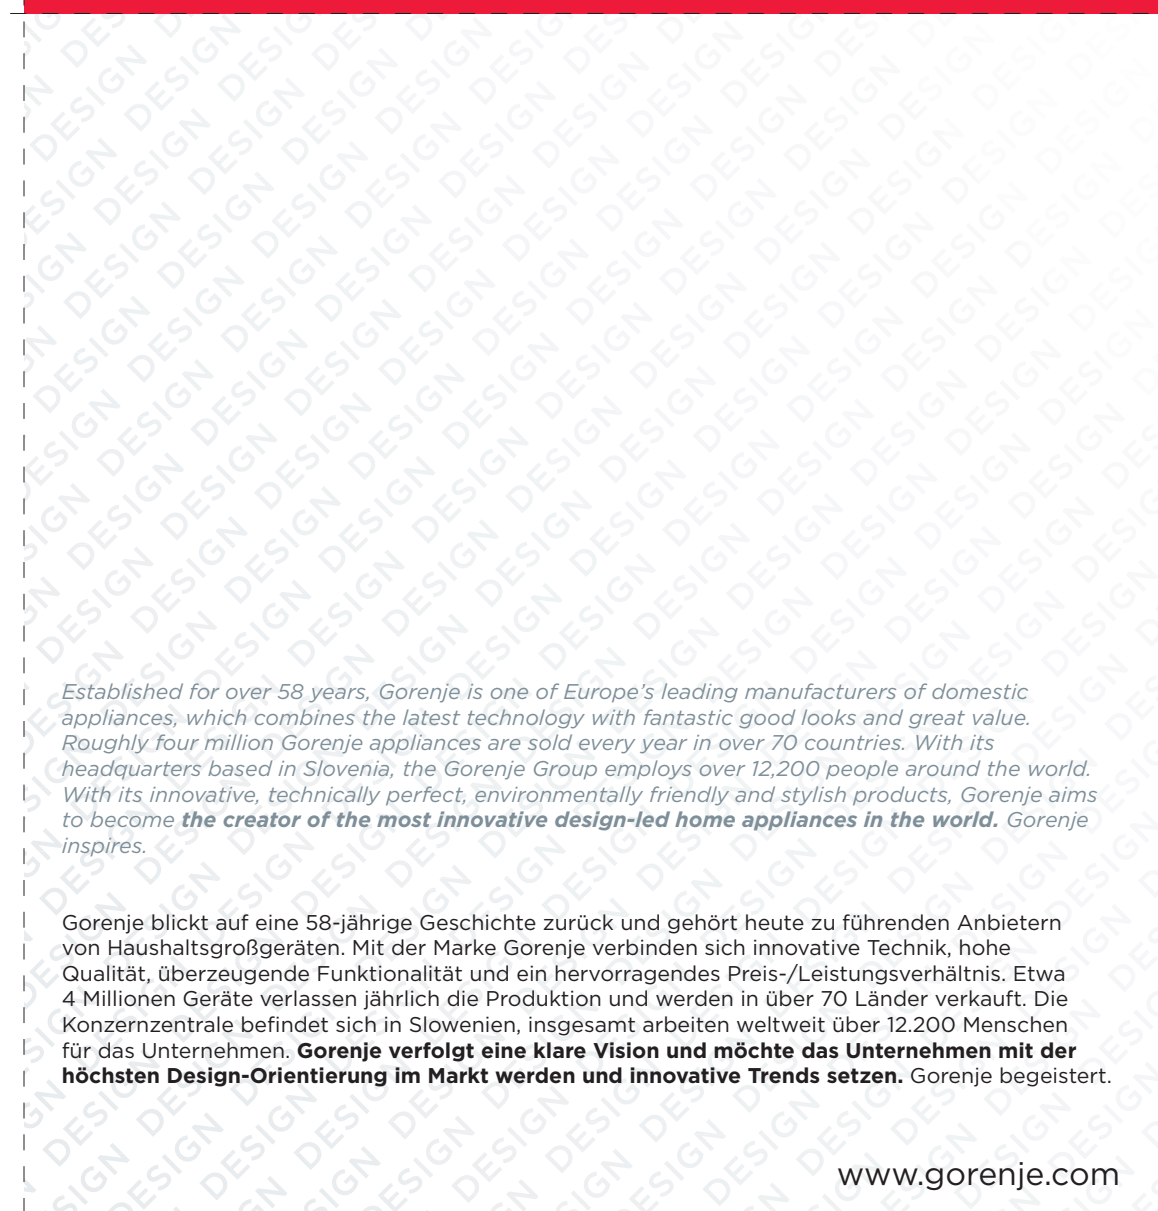 Established for over 58 years, Gorenje is one of Europe’s leading manufacturers of domestic
appliances, which combines the latest technology with fantastic good looks and great value.
Roughly four million Gorenje appliances are sold every year in over 70 countries. With its
headquarters based in Slovenia, the Gorenje Group employs over 12,200 people around the world.
With its innovative, technically perfect, environmentally friendly and stylish products, Gorenje aims
to become the creator of the most innovative design-led home appliances in the world. Gorenje
inspires.
Gorenje blickt auf eine 58-jährige Geschichte zurück und gehört heute zu führenden Anbietern
von Haushaltsgroßgeräten. Mit der Marke Gorenje verbinden sich innovative Technik, hohe
Qualität, überzeugende Funktionalität und ein hervorragendes Preis-/Leistungsverhältnis. Etwa
4 Millionen Geräte verlassen jährlich die Produktion und werden in über 70 Länder verkauft. Die
Konzernzentrale befindet sich in Slowenien, insgesamt arbeiten weltweit über 12.200 Menschen
für das Unternehmen. Gorenje verfolgt eine klare Vision und möchte das Unternehmen mit der
höchsten Design-Orientierung im Markt werden und innovative Trends setzen. Gorenje begeistert.
www.gorenje.com